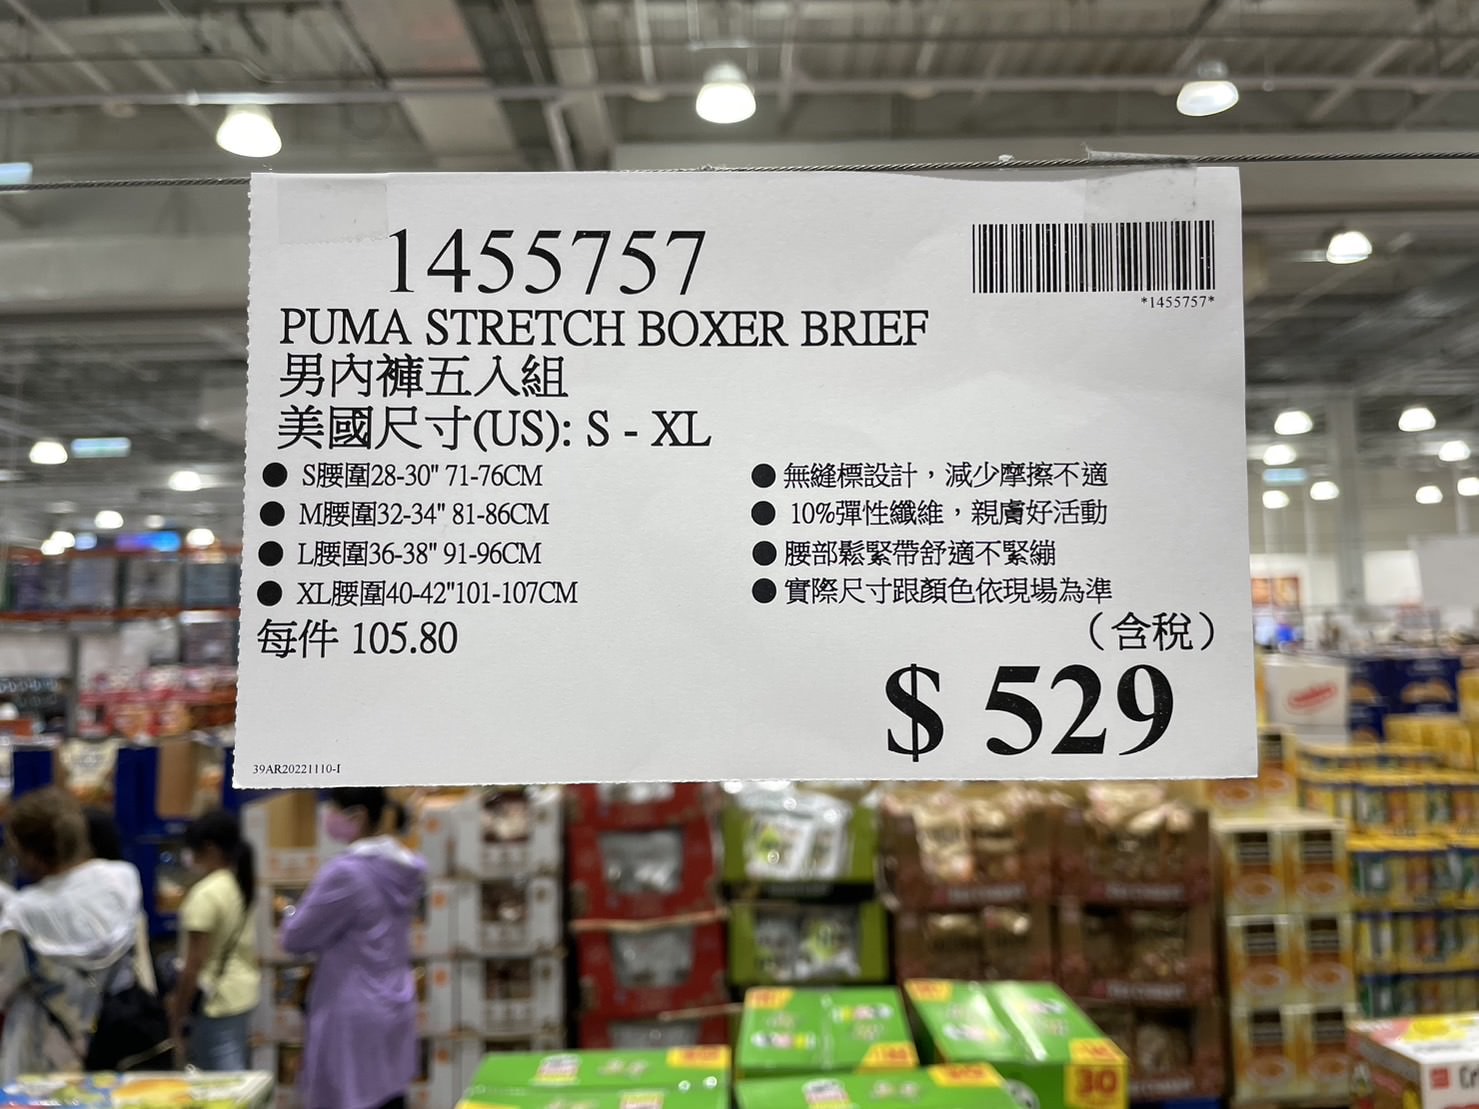 1455757
*1455757*
PUMA STRETCH BOXER BRIEF
男內褲五入組
美國尺寸(US): S - XL
● S腰圍28-30" 71-76CM
● M腰圍32-34" 81-86CM
● L腰圍36-38" 91-96CM
● XL腰圍40-42"101-107CM
● 無縫標設計，減少摩擦不適
● 10%彈性纖維，親膚好活動
● 腰部鬆緊帶舒適不緊繃
● 實際尺寸跟顏色依現場為準
每件 105.80
（含稅）
$ 529
39AR20221110-I
30